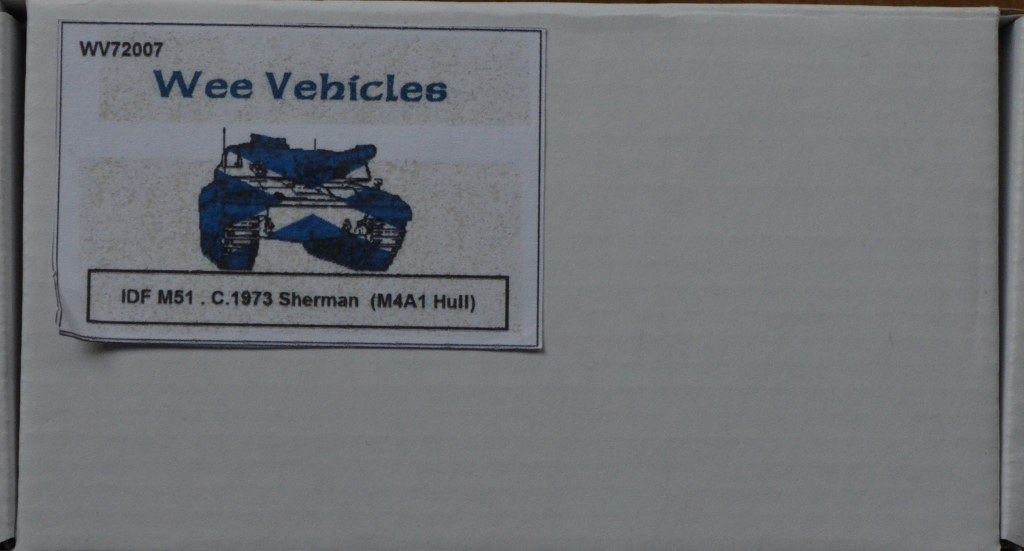 WV72007
Wee Vehicles
IDF M51 . C.1973 Sherman (M4A1 Hull)